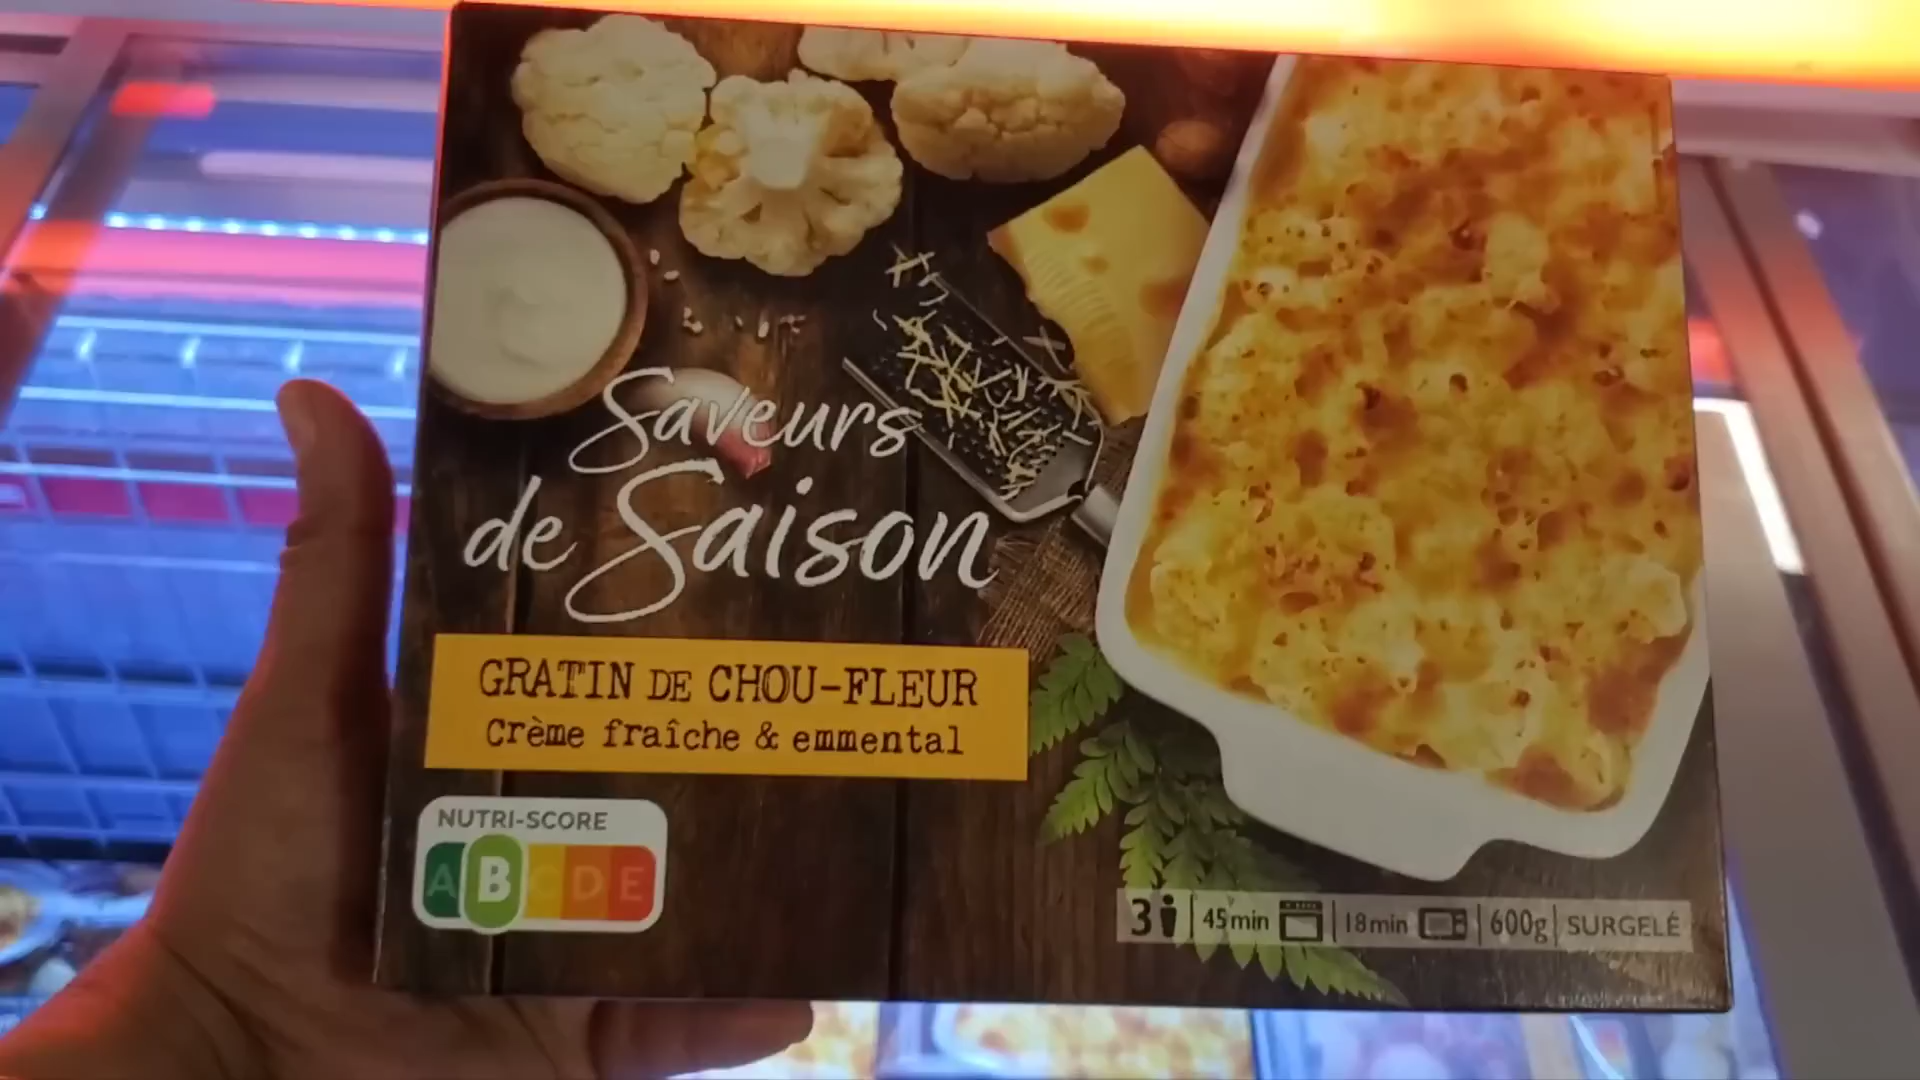 Saveurs
de Saison
GRATIN DE CHOU-FLEUR
Crème fraîche & emmental
NUTRI-SCORE
A B C D E
3 | 45min | 18min | 600g | SURGELÉ